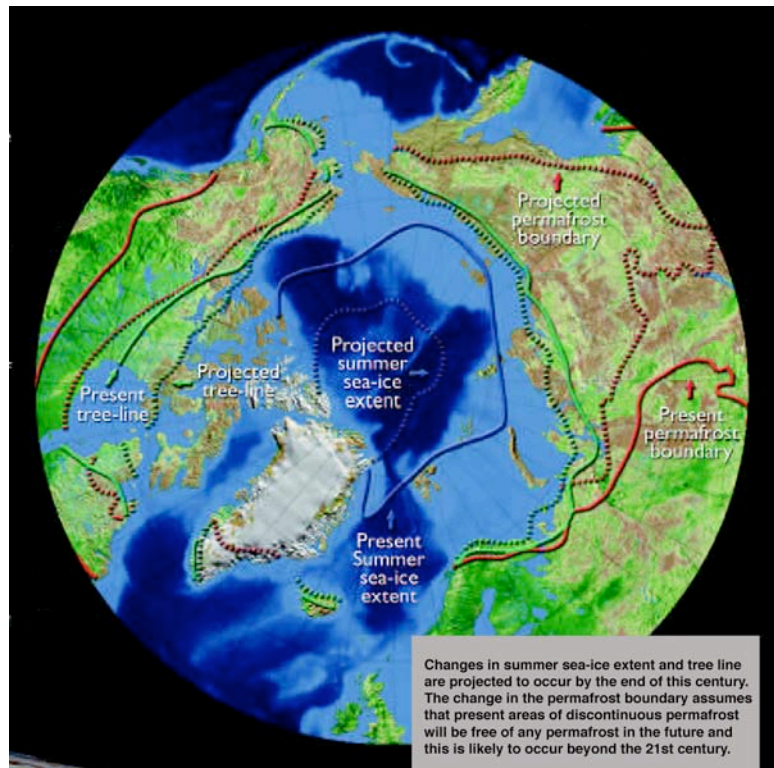 Projected
permafrost
boundary
Projected
summer
sea-ice
extent
Projected
tree-line
Present
tree-line
Present
permafrost
boundary
Present
Summer
sea-ice
extent
Changes in summer sea-ice extent and tree line
are projected to occur by the end of this century.
The change in the permafrost boundary assumes
that present areas of discontinuous permafrost
will be free of any permafrost in the future and
this is likely to occur beyond the 21st century.